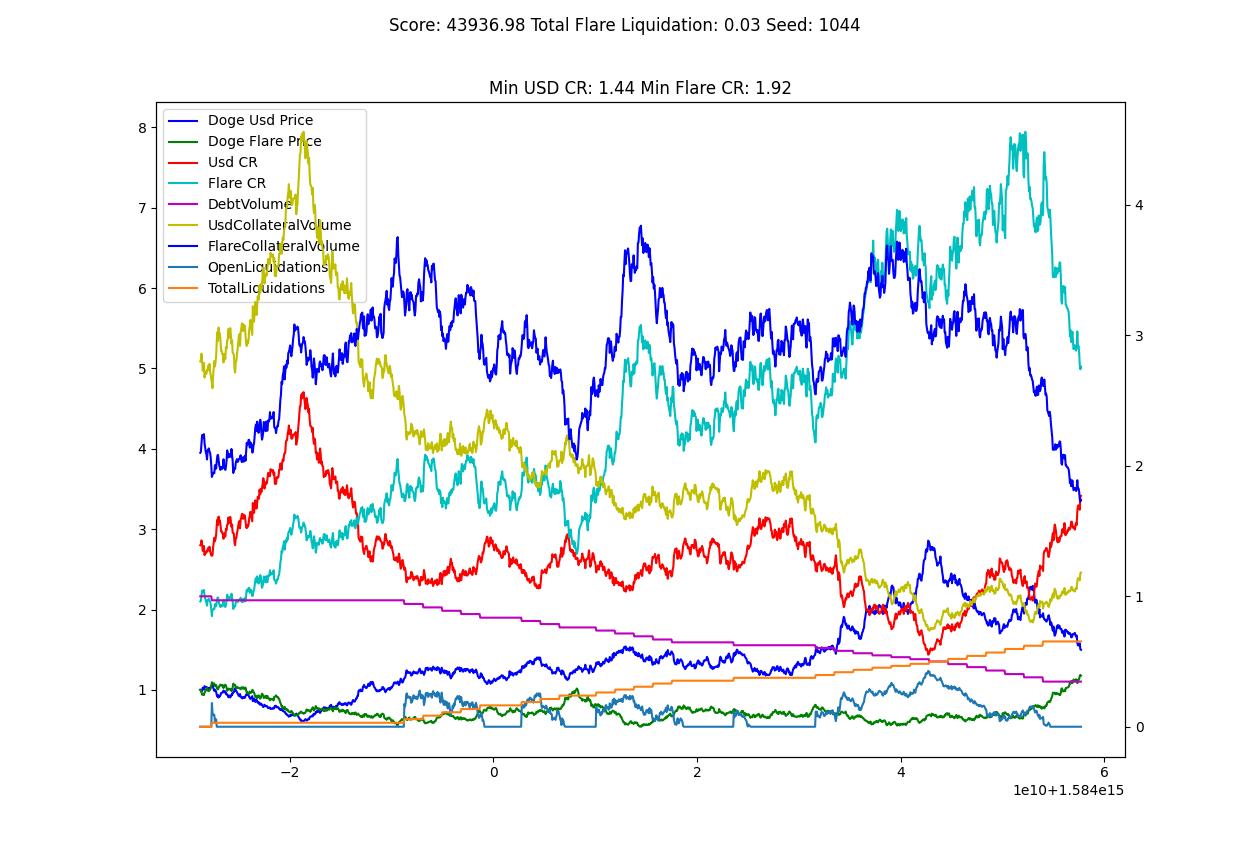 Score: 43936.98 Total Flare Liquidation: 0.03 Seed: 1044
Min USD CR: 1.44 Min Flare CR: 1.92
Doge Usd Price
Doge Flare Price
Usd CR
Flare CR
DebtVolume
UsdCollateralVolume
FlareCollateralVolume
OpenLiquidations
TotalLiquidations
8
7
6
5
4
3
2
1
4
3
2
1
0
−2
0
2
4
6
1e10+1.584e15